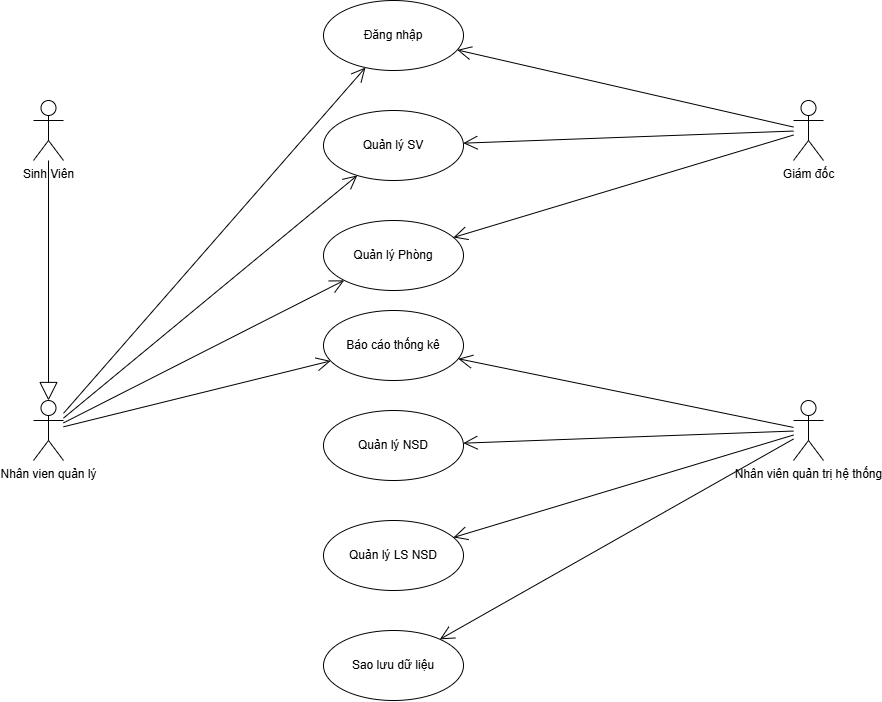 Đăng nhập
Sinh Viên
Quản lý SV
Giám đốc
Quản lý Phòng
Báo cáo thống kê
Nhân vien quản lý
Quản lý NSD
Nhân viên quản trị hệ thống
Quản lý LS NSD
Sao lưu dữ liệu